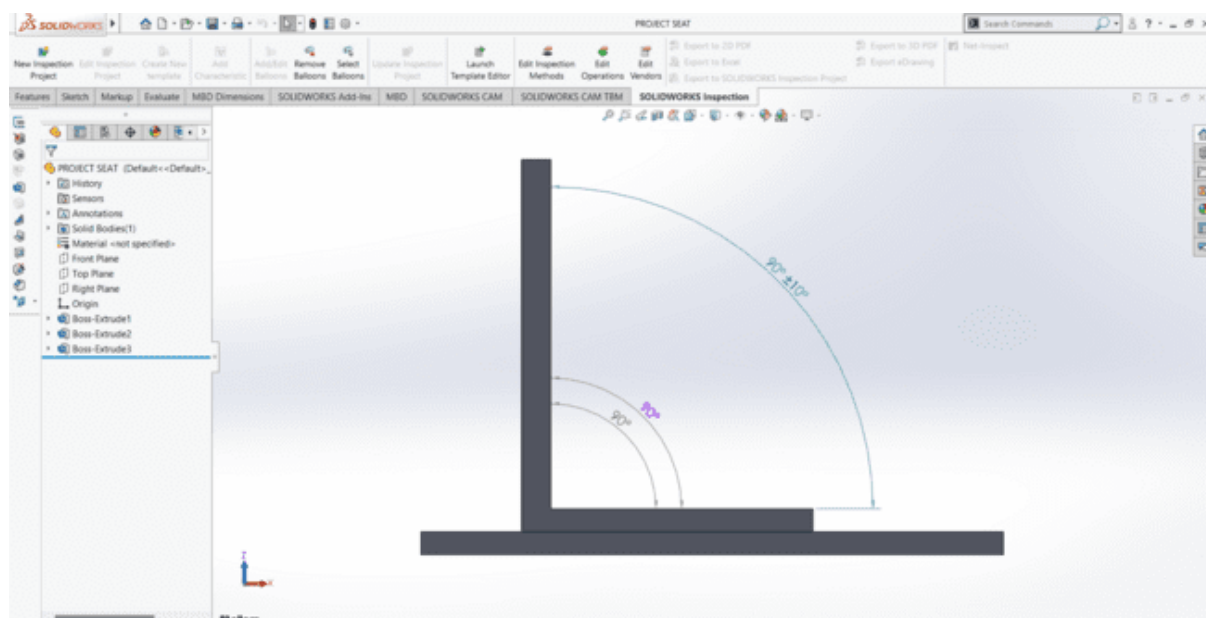 SOLIDWORKS
PROJECT SEAT
Search Commands
New Inspection Project
Edit Inspection Project
Create New template
Add Characteristic
Add/Edit Balloons
Remove Balloons
Select Balloons
Update Inspection Project
Launch Template Editor
Edit Inspection Methods
Edit Operations
Edit Vendors
Export to 2D PDF
Export to Excel
Export to SOLIDWORKS Inspection Project
Export to 3D PDF
Export eDrawing
Net-Inspect
Features Sketch Markup Evaluate MBD Dimensions SOLIDWORKS Add-Ins MBD SOLIDWORKS CAM SOLIDWORKS CAM TBM SOLIDWORKS Inspection
PROJECT SEAT (Default<<Default>_
History
Sensors
Annotations
Solid Bodies(1)
Material <not specified>
Front Plane
Top Plane
Right Plane
Origin
Boss-Extrude1
Boss-Extrude2
Boss-Extrude3
90° ±10°
90°
90°
Z
X